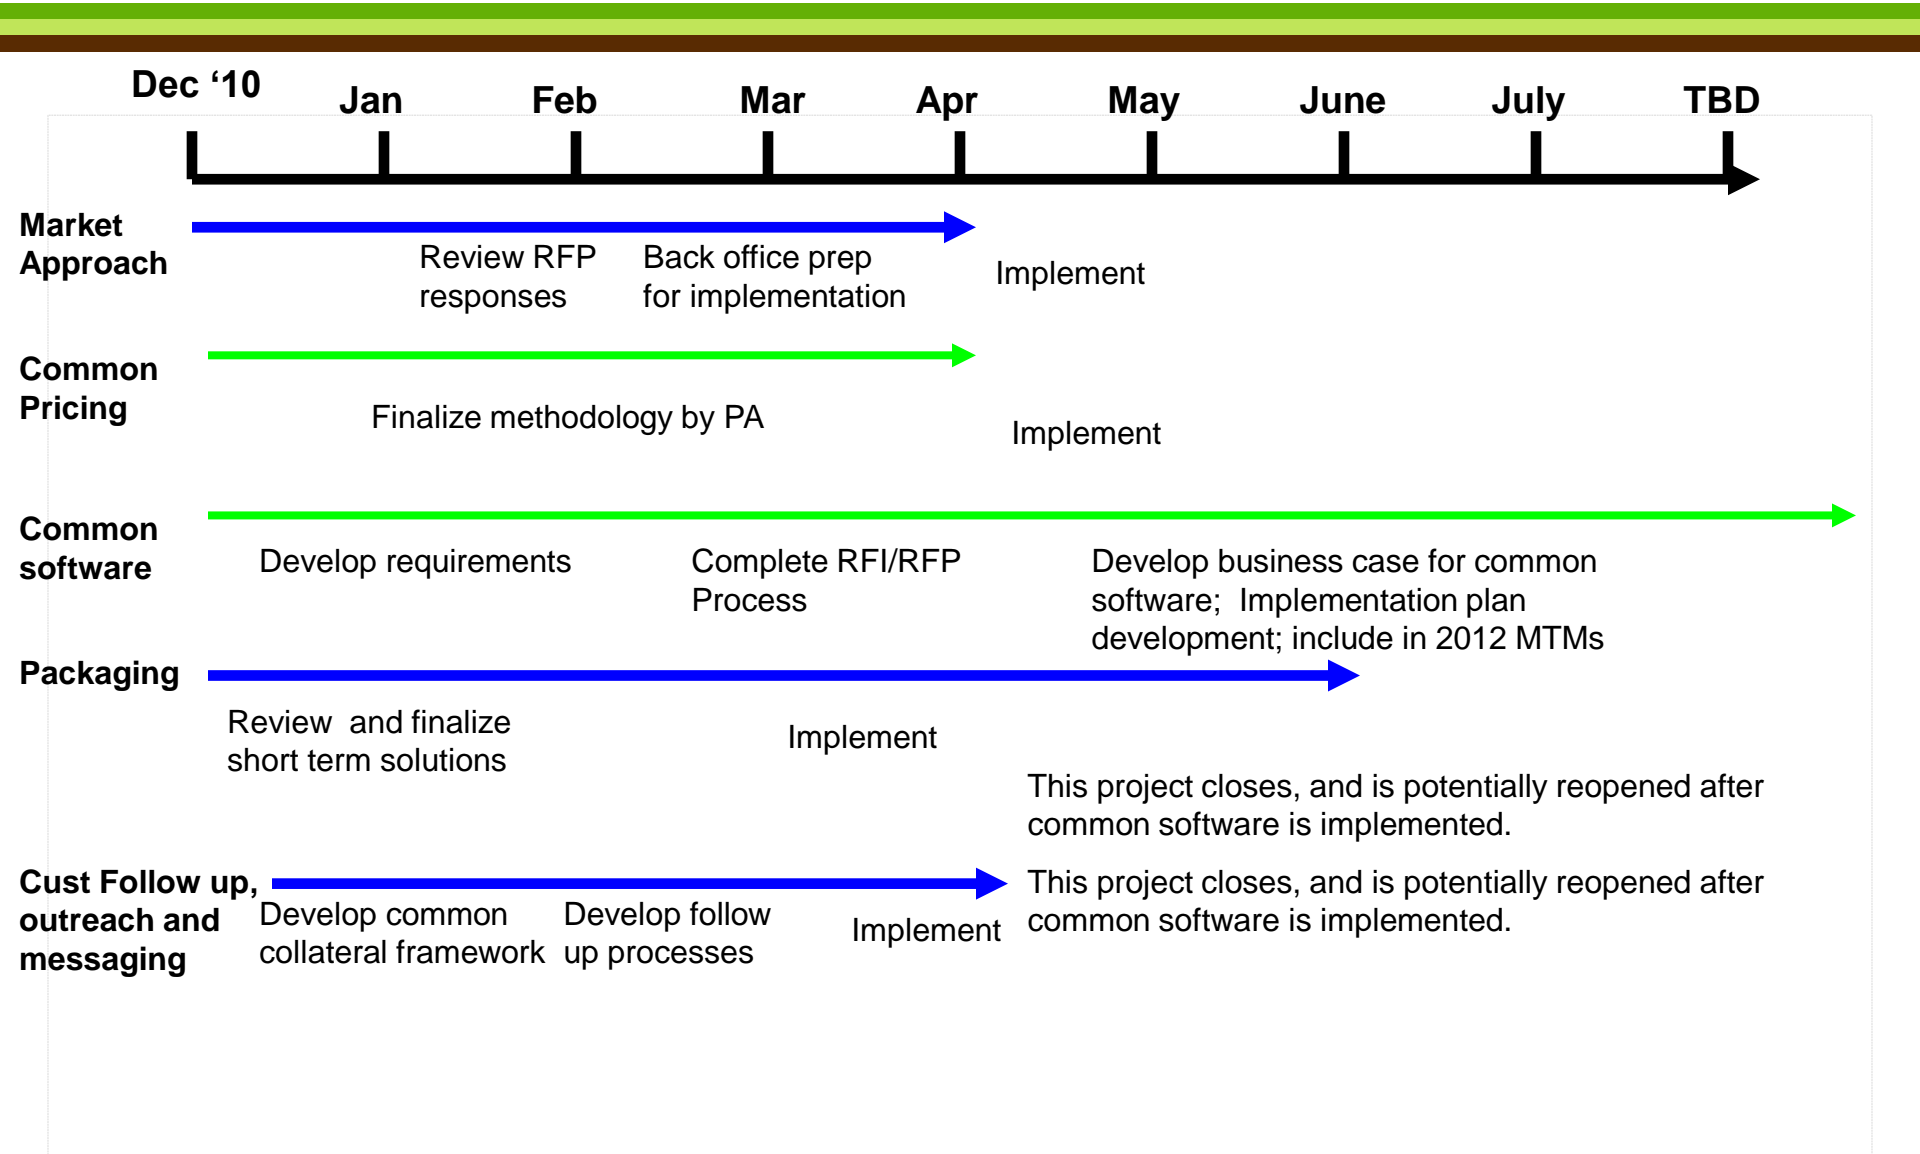 Dec ‘10
Jan
Feb
Mar
Apr
May
June
July
TBD
Market
Approach
Review RFP
responses
Back office prep
for implementation
Implement
Common
Pricing
Finalize methodology by PA
Implement
Common
software
Develop requirements
Complete RFI/RFP
Process
Develop business case for common
software;  Implementation plan
development; include in 2012 MTMs
Packaging
Review  and finalize
short term solutions
Implement
This project closes, and is potentially reopened after
common software is implemented.
Cust Follow up,
outreach and
messaging
Develop common
collateral framework
Develop follow
up processes
Implement
This project closes, and is potentially reopened after
common software is implemented.